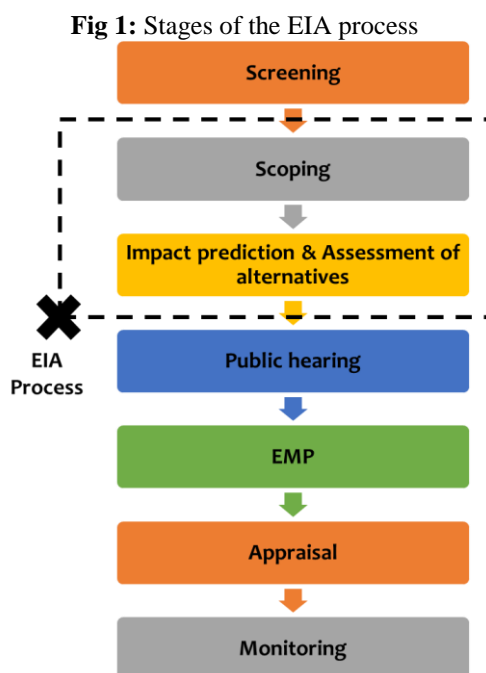 Fig 1: Stages of the EIA process
Screening
Scoping
Impact prediction & Assessment of
alternatives
EIA
Process
Public hearing
EMP
Appraisal
Monitoring